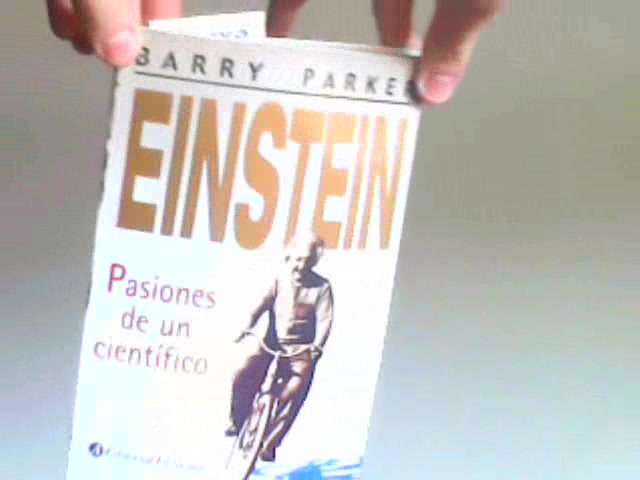 BARRY PARKER
EINSTEIN
Pasiones
de un
científico